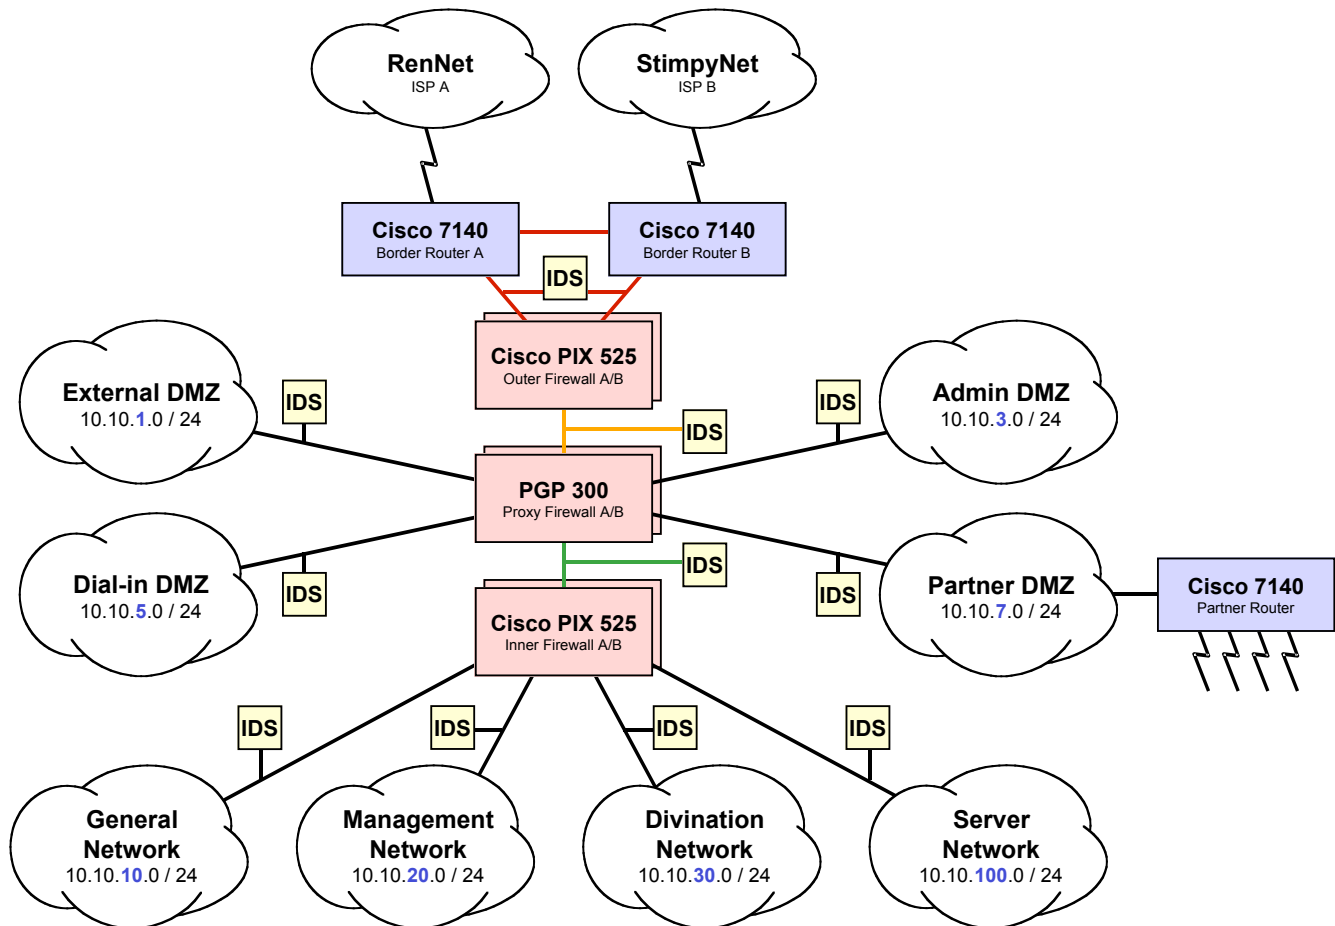 RenNet
ISP A
StimpyNet
ISP B
Cisco 7140
Border Router A
Cisco 7140
Border Router B
IDS
Cisco PIX 525
Outer Firewall A/B
External DMZ
10.10.1.0 / 24
IDS
IDS
Admin DMZ
10.10.3.0 / 24
IDS
PGP 300
Proxy Firewall A/B
Dial-in DMZ
10.10.5.0 / 24
IDS
IDS
IDS
Partner DMZ
10.10.7.0 / 24
Cisco 7140
Partner Router
Cisco PIX 525
Inner Firewall A/B
IDS
IDS
IDS
IDS
General
Network
10.10.10.0 / 24
Management
Network
10.10.20.0 / 24
Divination
Network
10.10.30.0 / 24
Server
Network
10.10.100.0 / 24